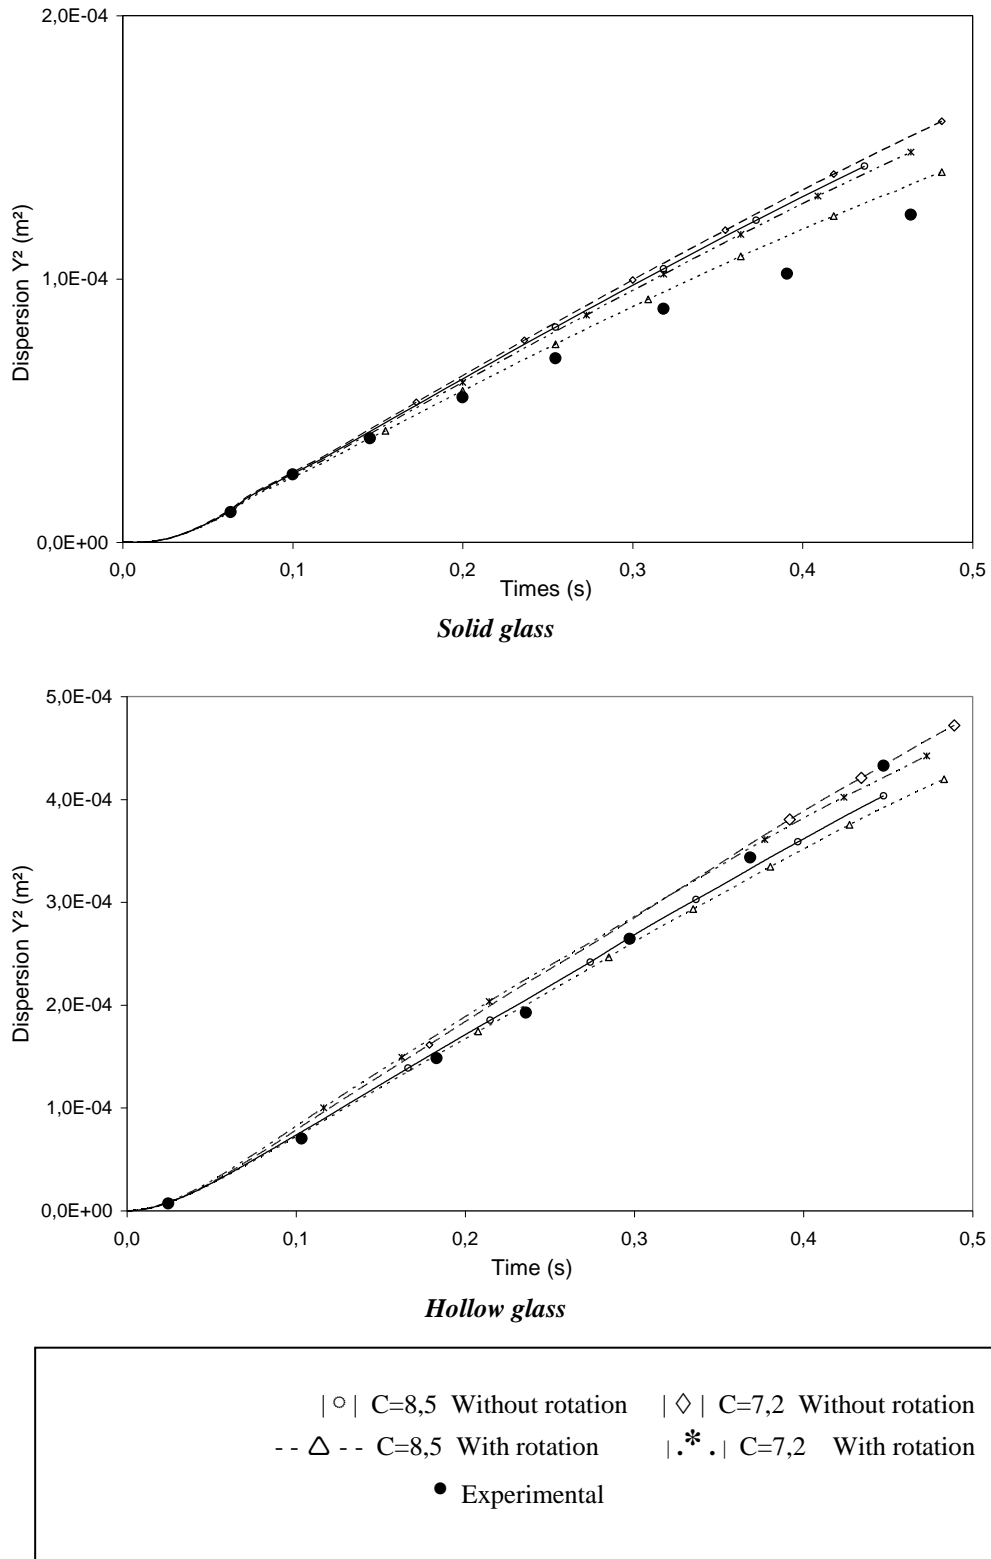 2,0E-04
1,0E-04
0,0E+00
Dispersion Y² (m²)
0,0 0,1 0,2 0,3 0,4 0,5
Times (s)
Solid glass
5,0E-04
4,0E-04
3,0E-04
2,0E-04
1,0E-04
0,0E+00
Dispersion Y² (m²)
0,0 0,1 0,2 0,3 0,4 0,5
Time (s)
Hollow glass
C=8,5 Without rotation C=7,2 Without rotation
C=8,5 With rotation C=7,2 With rotation
Experimental